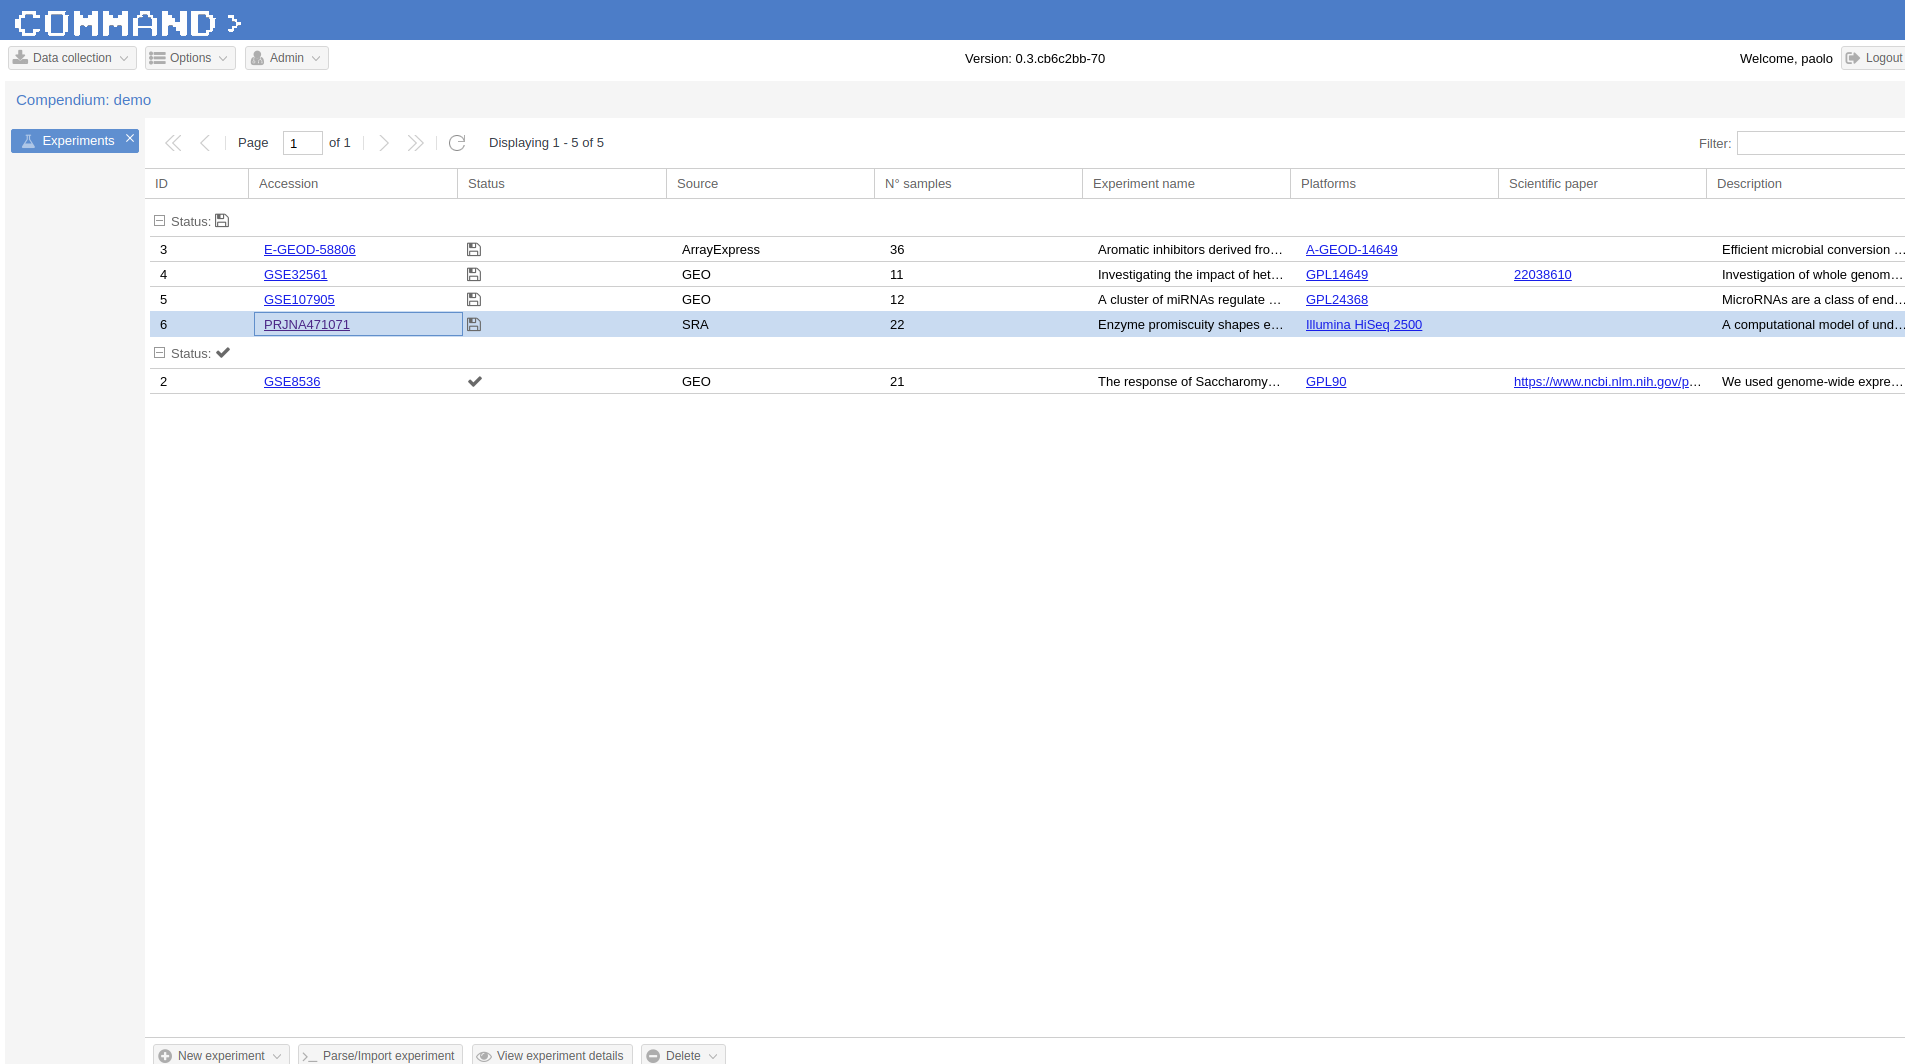 COMMAND >
Data collection Options Admin Version: 0.3.cb6c2bb-70 Welcome, paolo Logout
Compendium: demo
Experiments
Page 1 of 1 Displaying 1 - 5 of 5 Filter:
ID Accession Status Source N° samples Experiment name Platforms Scientific paper Description
Status:
3 E-GEOD-58806 ArrayExpress 36 Aromatic inhibitors derived fro... A-GEOD-14649 Efficient microbial conversion ...
4 GSE32561 GEO 11 Investigating the impact of het... GPL14649 22038610 Investigation of whole genom...
5 GSE107905 GEO 12 A cluster of miRNAs regulate ... GPL24368 MicroRNAs are a class of end...
6 PRJNA471071 SRA 22 Enzyme promiscuity shapes e... Illumina HiSeq 2500 A computational model of und...
Status:
2 GSE8536 GEO 21 The response of Saccharomy... GPL90 https://www.ncbi.nlm.nih.gov/p... We used genome-wide expre...
New experiment Parse/Import experiment View experiment details Delete